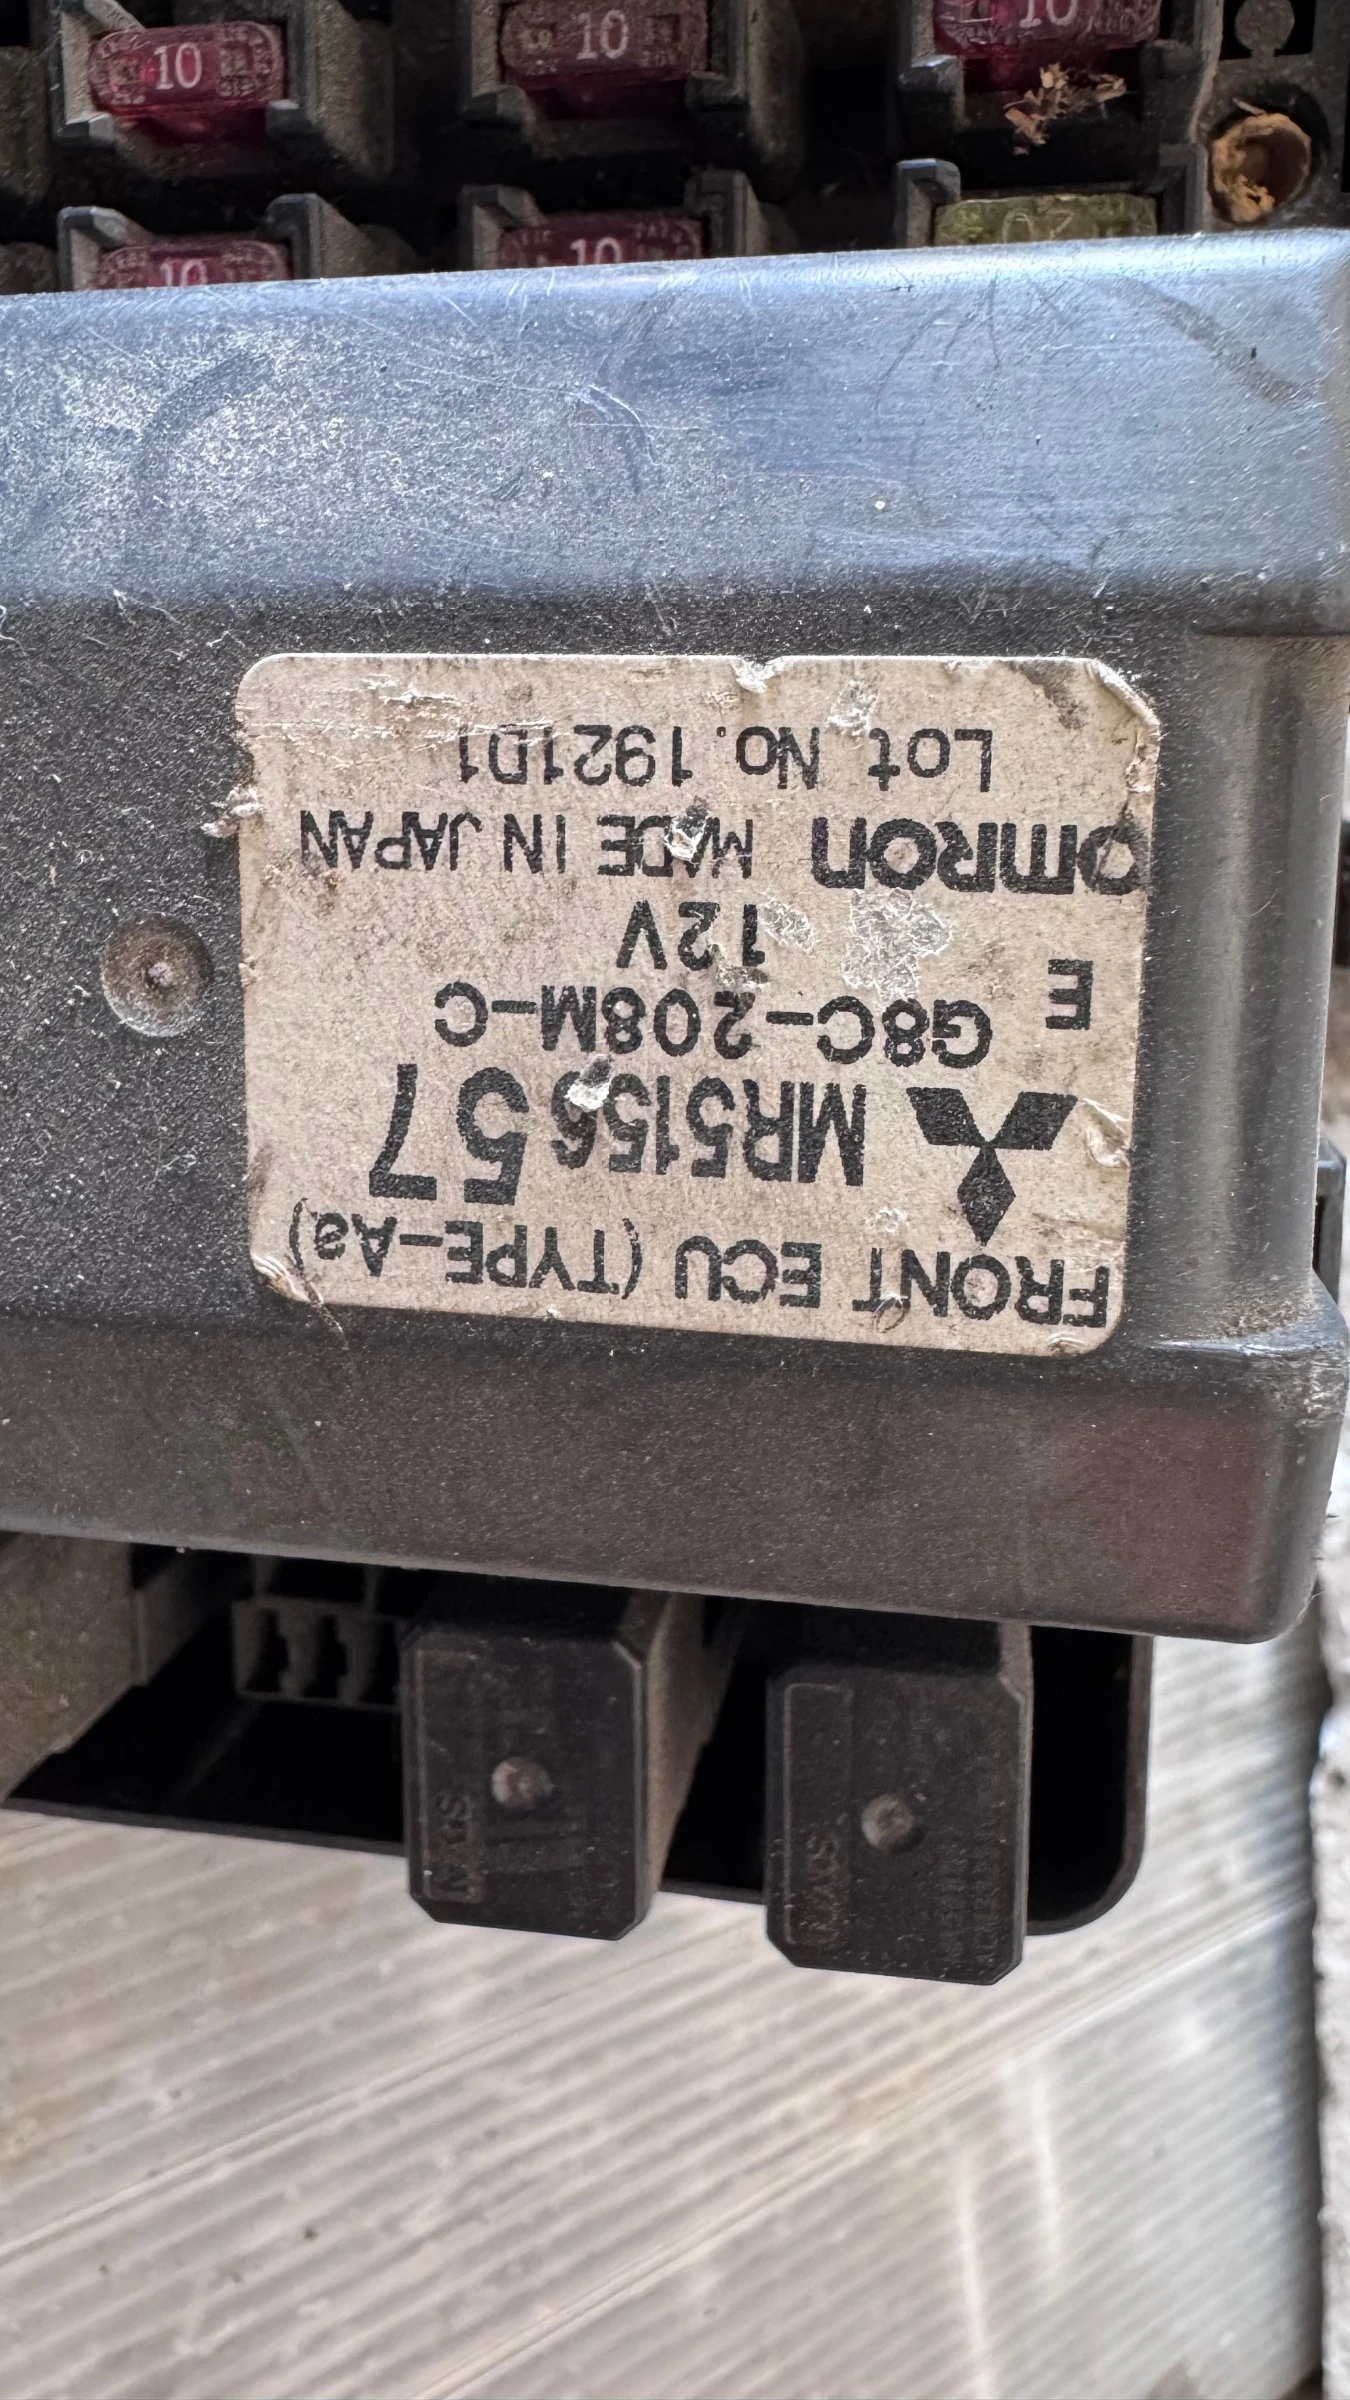 10
10
10
10
10
20
FRONT ECU (TYPE-Aa)
MR515657
G8C-208M-C
E
12V
OMRON MADE IN JAPAN
Lot No.1921D1